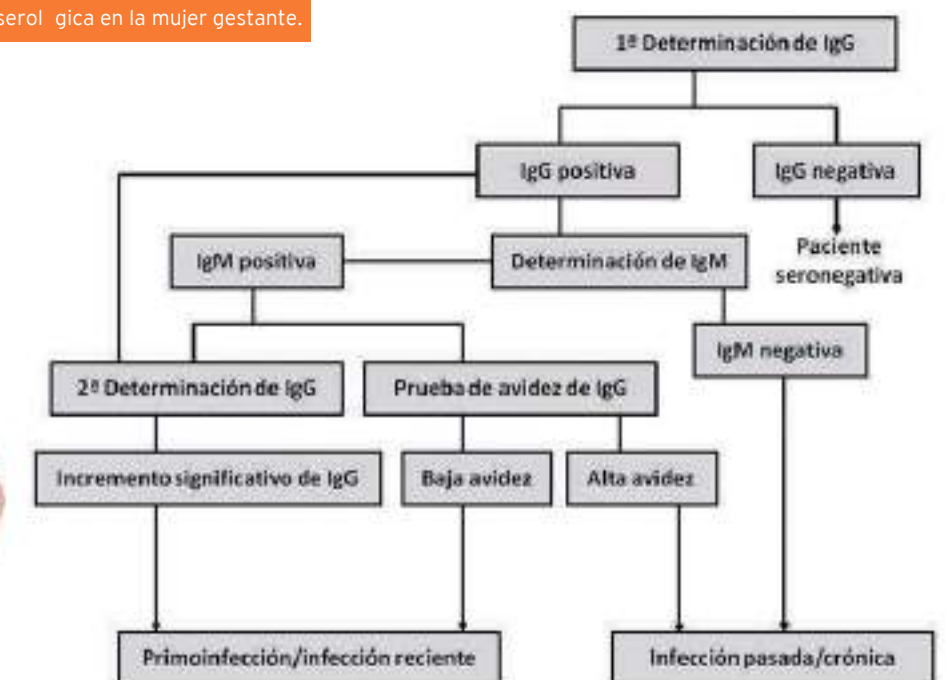 serol gica en la mujer gestante.
1ª Determinación de IgG
IgG positiva
IgG negativa
Paciente
seronegativa
IgM positiva
Determinación de IgM
IgM negativa
2ª Determinación de IgG
Prueba de avidez de IgG
Incremento significativo de IgG
Baja avidez
Alta avidez
Primoinfección/infección reciente
Infección pasada/crónica